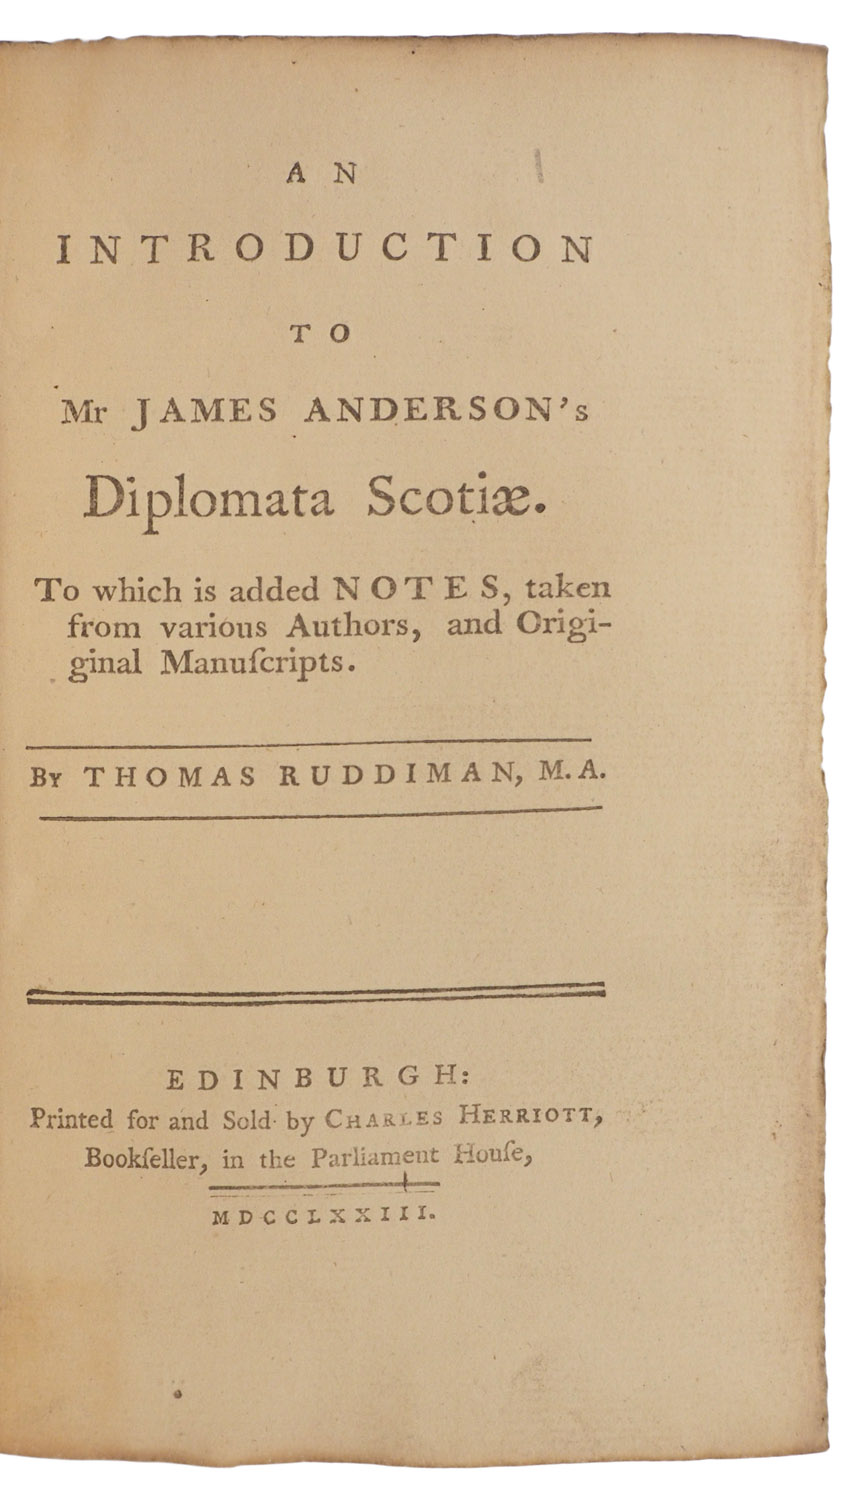 AN
INTRODUCTION
TO
Mr JAMES ANDERSON's
Diplomata Scotiæ.
To which is added NOTES, taken
from various Authors, and Origi-
ginal Manuſcripts.
By THOMAS RUDDIMAN, M.A.
EDINBURGH:
Printed for and Sold by CHARLES HERRIOTT,
Bookſeller, in the Parliament Houſe,
MDCCLXXIII.